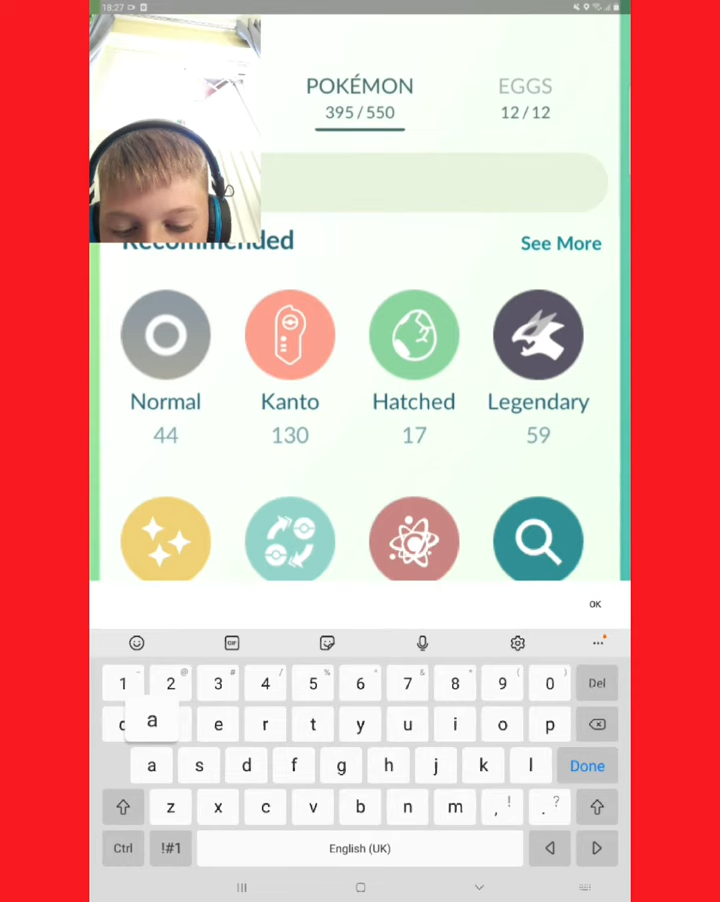 18:27
POKÉMON EGGS
395/550 12/12
Recommended See More
Normal Kanto Hatched Legendary
44 130 17 59
OK
GIF
1 2 @ 3 # 4 / 5 % 6 ^ 7 & 8 * 9 ( 0 ) Del
a e r t y u i o p
a s d f g h j k l Done
z x c v b n m , ! . ?
Ctrl !#1 English (UK)